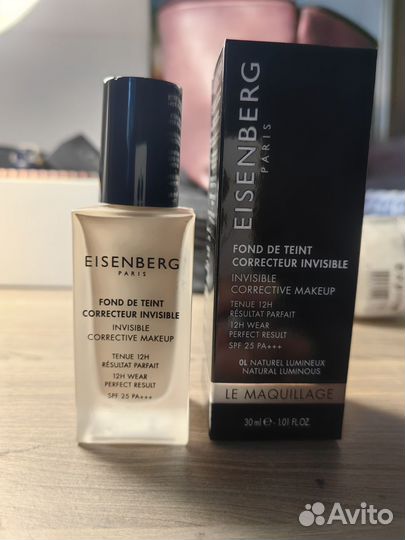 EISENBERG
PARIS
FOND DE TEINT
CORRECTEUR INVISIBLE
INVISIBLE
CORRECTIVE MAKEUP
TENUE 12H
RÉSULTAT PARFAIT
12H WEAR
PERFECT RESULT
SPF 25 PA+++
EISENBERG
PARIS
FOND DE TEINT
CORRECTEUR INVISIBLE
INVISIBLE
CORRECTIVE MAKEUP
TENUE 12H
RÉSULTAT PARFAIT
12H WEAR
PERFECT RESULT
SPF 25 PA+++
0L NATUREL LUMINEUX
NATURAL LUMINOUS
LE MAQUILLAGE
30 ml ℮ - 1.01 FL.OZ.
Avito